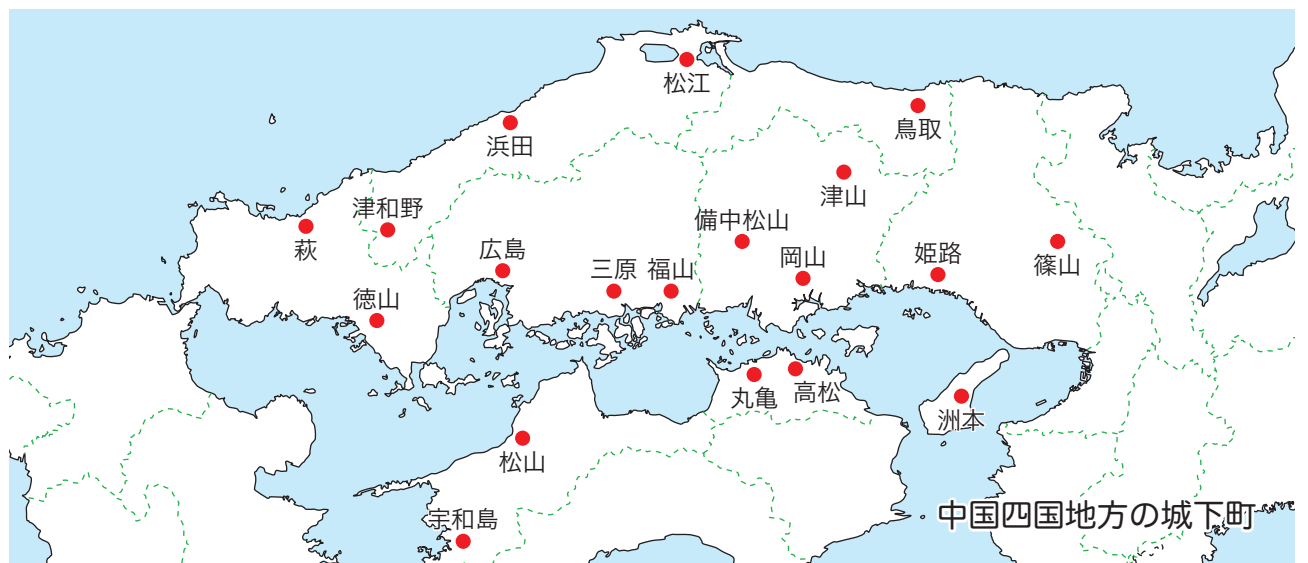 松江
鳥取
浜田
津山
津和野
備中松山
萩
広島
三原
福山
岡山
姫路
篠山
徳山
丸亀
高松
洲本
松山
宇和島
中国四国地方の城下町